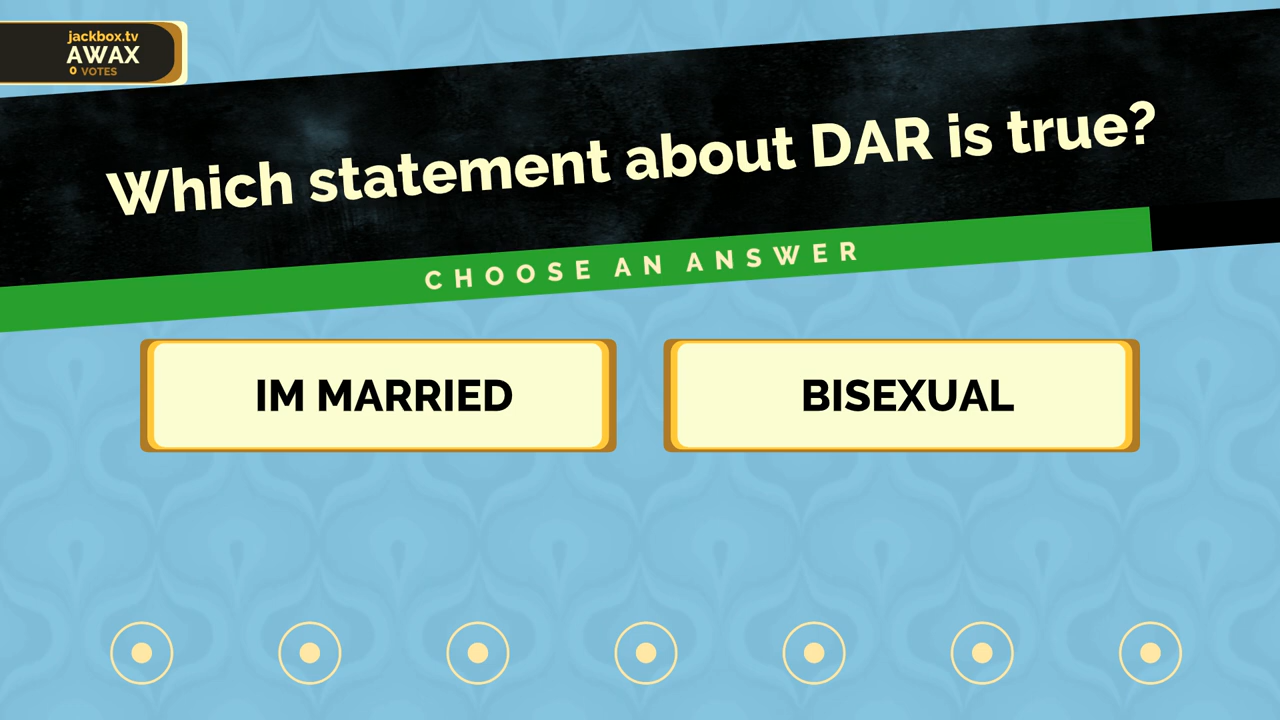 jackbox.tv
AWAX
0 VOTES
Which statement about DAR is true?
CHOOSE AN ANSWER
IM MARRIED
BISEXUAL